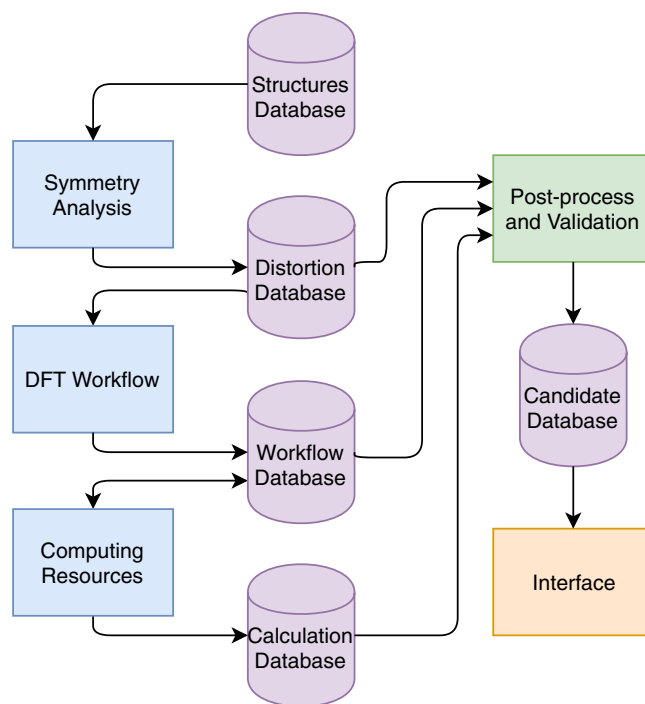 Structures
Database
Symmetry
Analysis
Post-process
and Validation
Distortion
Database
DFT Workflow
Candidate
Database
Workflow
Database
Computing
Resources
Interface
Calculation
Database